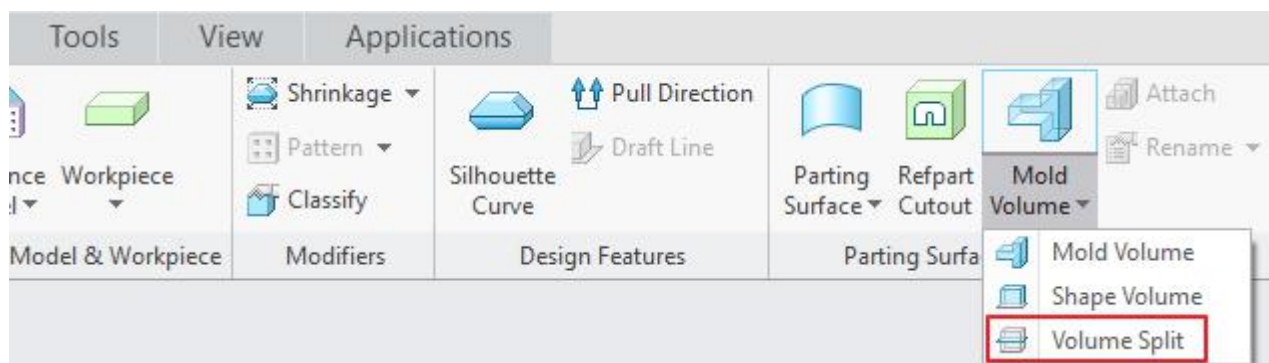 Tools View Applications
Shrinkage
Pull Direction
Attach
Pattern
Draft Line
Rename
Workpiece
Classify
Silhouette
Curve
Parting
Surface
Refpart
Cutout
Mold
Volume
Model & Workpiece Modifiers Design Features Parting
Mold Volume
Shape Volume
Volume Split